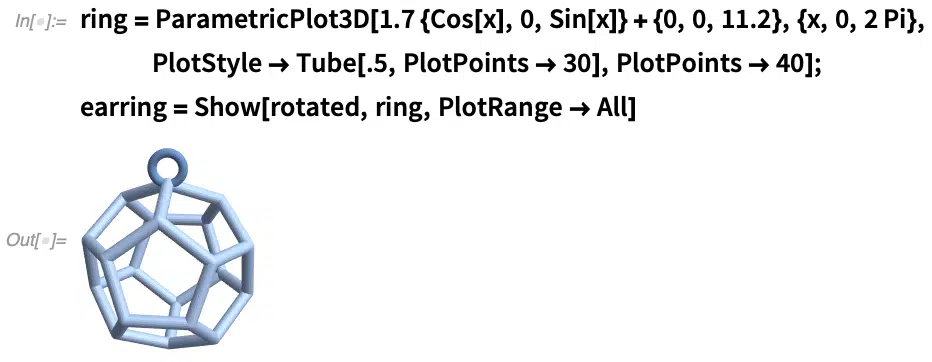 In[●]:= ring = ParametricPlot3D[1.7 {Cos[x], 0, Sin[x]} + {0, 0, 11.2}, {x, 0, 2 Pi},
PlotStyle → Tube[.5, PlotPoints → 30], PlotPoints → 40];
earring = Show[rotated, ring, PlotRange → All]
Out[●]=